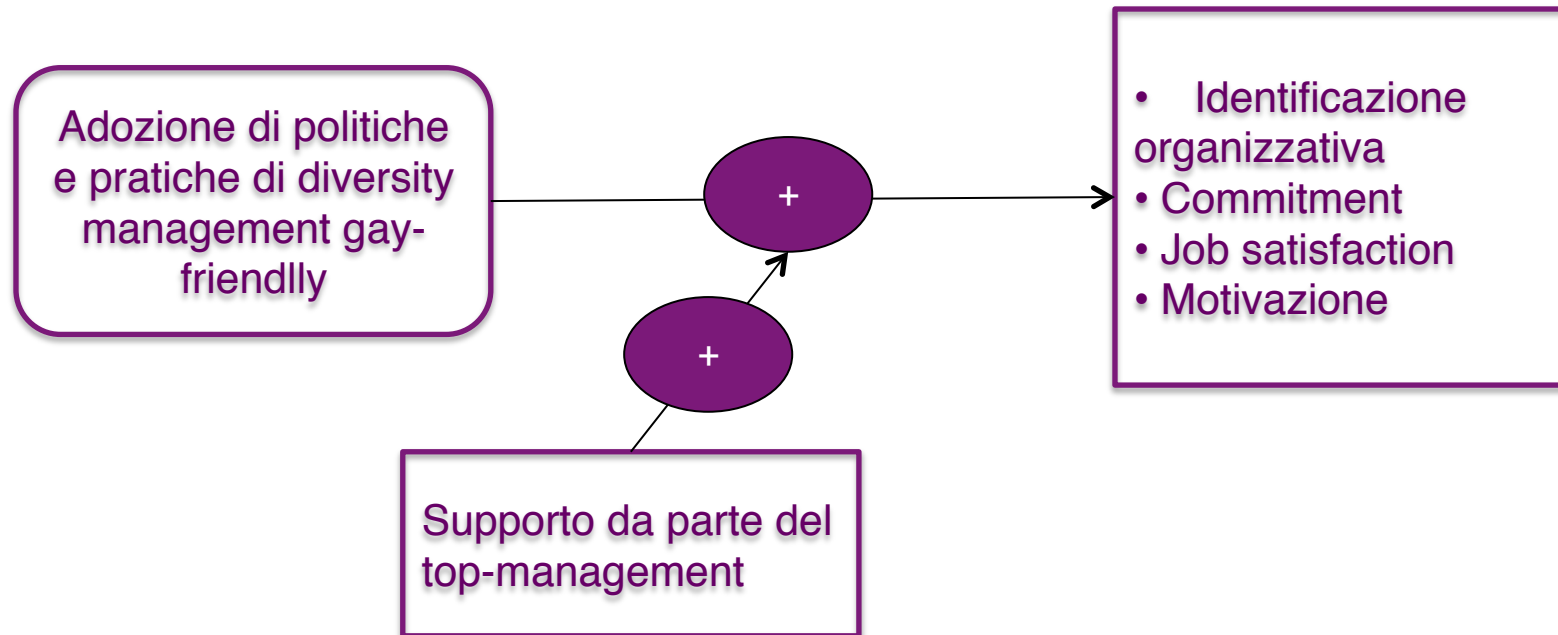 Adozione di politiche
e pratiche di diversity
management gay-
friendlly
+
• Identificazione
organizzativa
• Commitment
• Job satisfaction
• Motivazione
+
Supporto da parte del
top-management